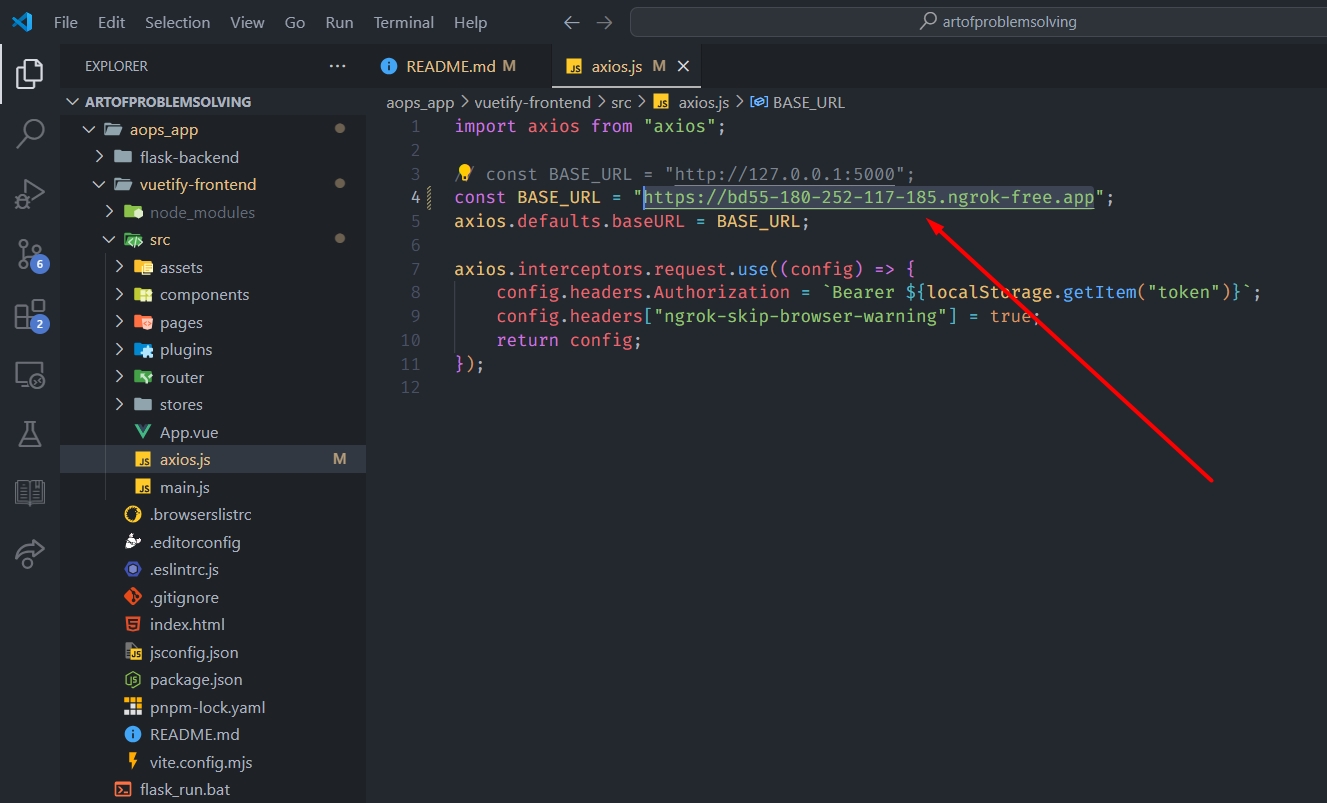 File Edit Selection View Go Run Terminal Help
artofproblemsolving
EXPLORER
README.md M
axios.js M
ARTOFPROBLEMSOLVING
aops_app
flask-backend
vuetify-frontend
node_modules
src
assets
components
pages
plugins
router
stores
App.vue
axios.js M
main.js
.browserslistrc
.editorconfig
.eslintrc.js
.gitignore
index.html
jsconfig.json
package.json
pnpm-lock.yaml
README.md
vite.config.mjs
flask_run.bat
6
2
aops_app > vuetify-frontend > src > JS axios.js > BASE_URL
1 import axios from "axios";
2
3 // const BASE_URL = "http://127.0.0.1:5000";
4 const BASE_URL = "https://bd55-180-252-117-185.ngrok-free.app";
5 axios.defaults.baseURL = BASE_URL;
6
7 axios.interceptors.request.use((config) => {
8 config.headers.Authorization = `Bearer ${localStorage.getItem("token")}`;
9 config.headers["ngrok-skip-browser-warning"] = true;
10 return config;
11 });
12